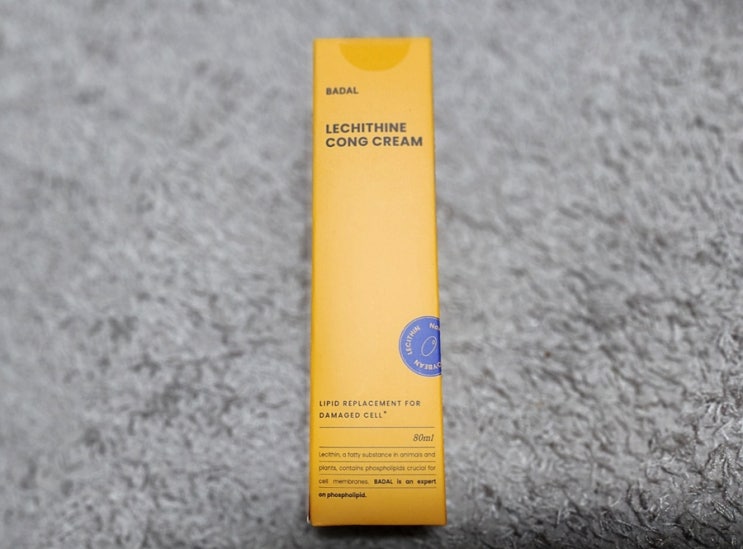 BADAL
LECHITHINE
CONG CREAM
LECITHIN
LIPID REPLACEMENT FOR
DAMAGED CELL*
80ml
Lecithin, a fatty substance in animals and
plants, contains phospholipids crucial for
cell membranes. BADAL is an expert
on phospholipid.